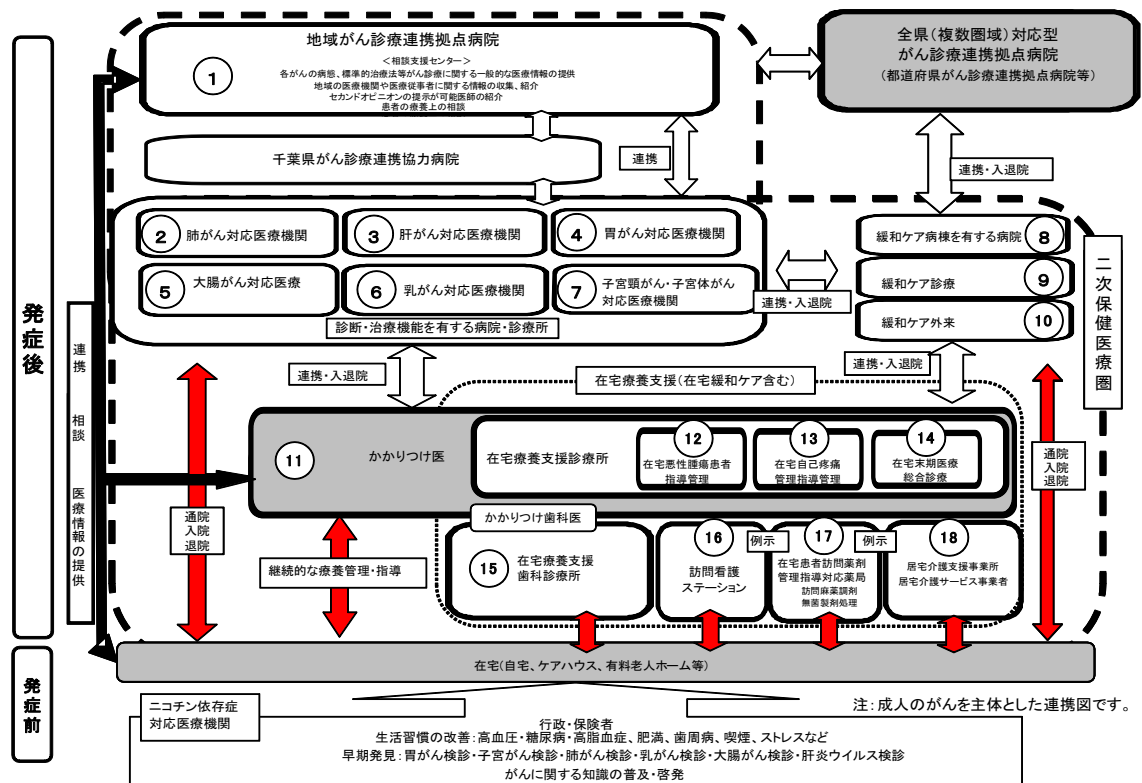 地域がん診療連携拠点病院
＜相談支援センター＞
①
各がんの病態、標準的治療法等がん診療に関する一般的な医療情報の提供
地域の医療機関や医療従事者に関する情報の収集、紹介
セカンドオピニオンの提示が可能医師の紹介
患者の療養上の相談
全県（複数圏域）対応型
がん診療連携拠点病院
（都道府県がん診療連携拠点病院等）
千葉県がん診療連携協力病院
連携
連携・入退院
② 肺がん対応医療機関
③ 肝がん対応医療機関
④ 胃がん対応医療機関
⑤ 大腸がん対応医療
⑥ 乳がん対応医療機関
⑦ 子宮頸がん・子宮体がん
対応医療機関
診断・治療機能を有する病院・診療所
連携・入退院
緩和ケア病棟を有する病院 ⑧
緩和ケア診療 ⑨
緩和ケア外来 ⑩
二次保健医療圏
発症後
連携 相談 医療情報の提供
連携・入退院
連携・入退院
在宅療養支援（在宅緩和ケア含む）
⑪ かかりつけ医
在宅療養支援診療所
⑫
在宅悪性腫瘍患者
指導管理
⑬
在宅自己疼痛
管理指導管理
⑭
在宅末期医療
総合診療
通院
入院
退院
通院
入院
退院
かかりつけ歯科医
継続的な療養管理・指導
⑮ 在宅療養支援
歯科診療所
⑯
訪問看護
ステーション
例示
⑰
在宅患者訪問薬剤
管理指導対応薬局
訪問麻薬調剤
無菌製剤処理
例示
⑱
居宅介護支援事業所
居宅介護サービス事業者
発症前
在宅（自宅、ケアハウス、有料老人ホーム等）
ニコチン依存症
対応医療機関
注：成人のがんを主体とした連携図です。
行政・保険者
生活習慣の改善：高血圧・糖尿病・高脂血症、肥満、歯周病、喫煙、ストレスなど
早期発見：胃がん検診・子宮がん検診・肺がん検診・乳がん検診・大腸がん検診・肝炎ウイルス検診
がんに関する知識の普及・啓発